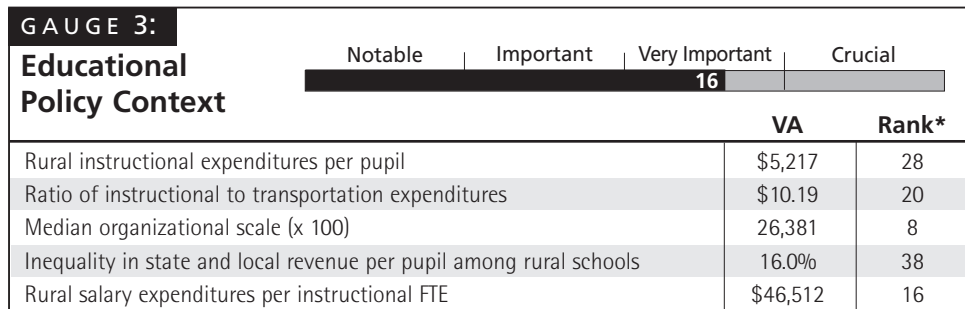 GAUGE 3:
Educational
Policy Context
Notable Important Very Important Crucial
16
VA Rank*
Rural instructional expenditures per pupil $5,217 28
Ratio of instructional to transportation expenditures $10.19 20
Median organizational scale (x 100) 26,381 8
Inequality in state and local revenue per pupil among rural schools 16.0% 38
Rural salary expenditures per instructional FTE $46,512 16